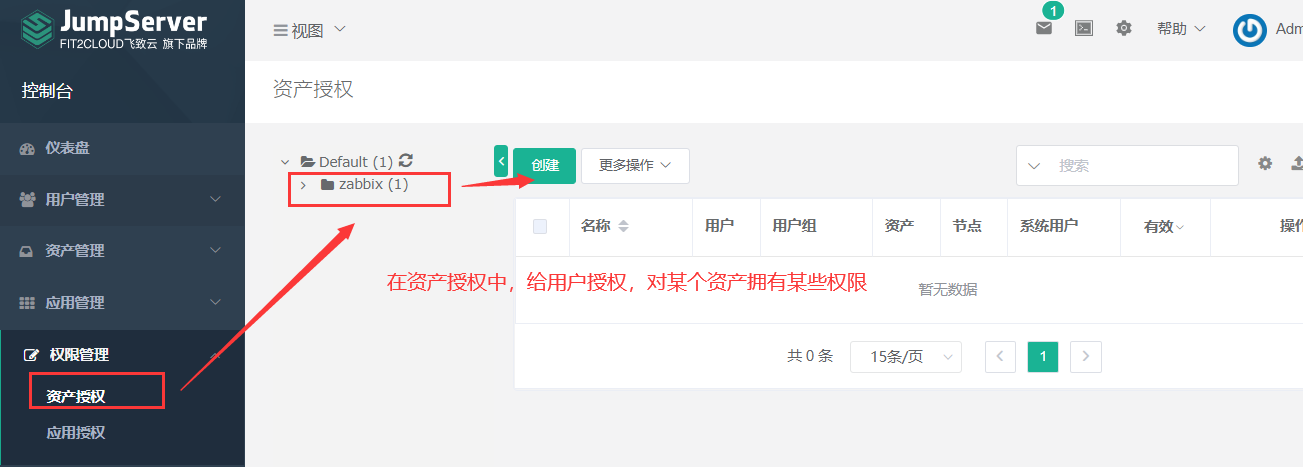 JumpServer
FIT2CLOUD飞致云 旗下品牌
视图
1
帮助
Adm
控制台
资产授权
仪表盘
用户管理
资产管理
应用管理
权限管理
资产授权
应用授权
Default (1)
zabbix (1)
创建
更多操作
搜索
名称 用户 用户组 资产 节点 系统用户 有效 操作
在资产授权中，给用户授权，对某个资产拥有某些权限
暂无数据
共 0 条 15条/页 1